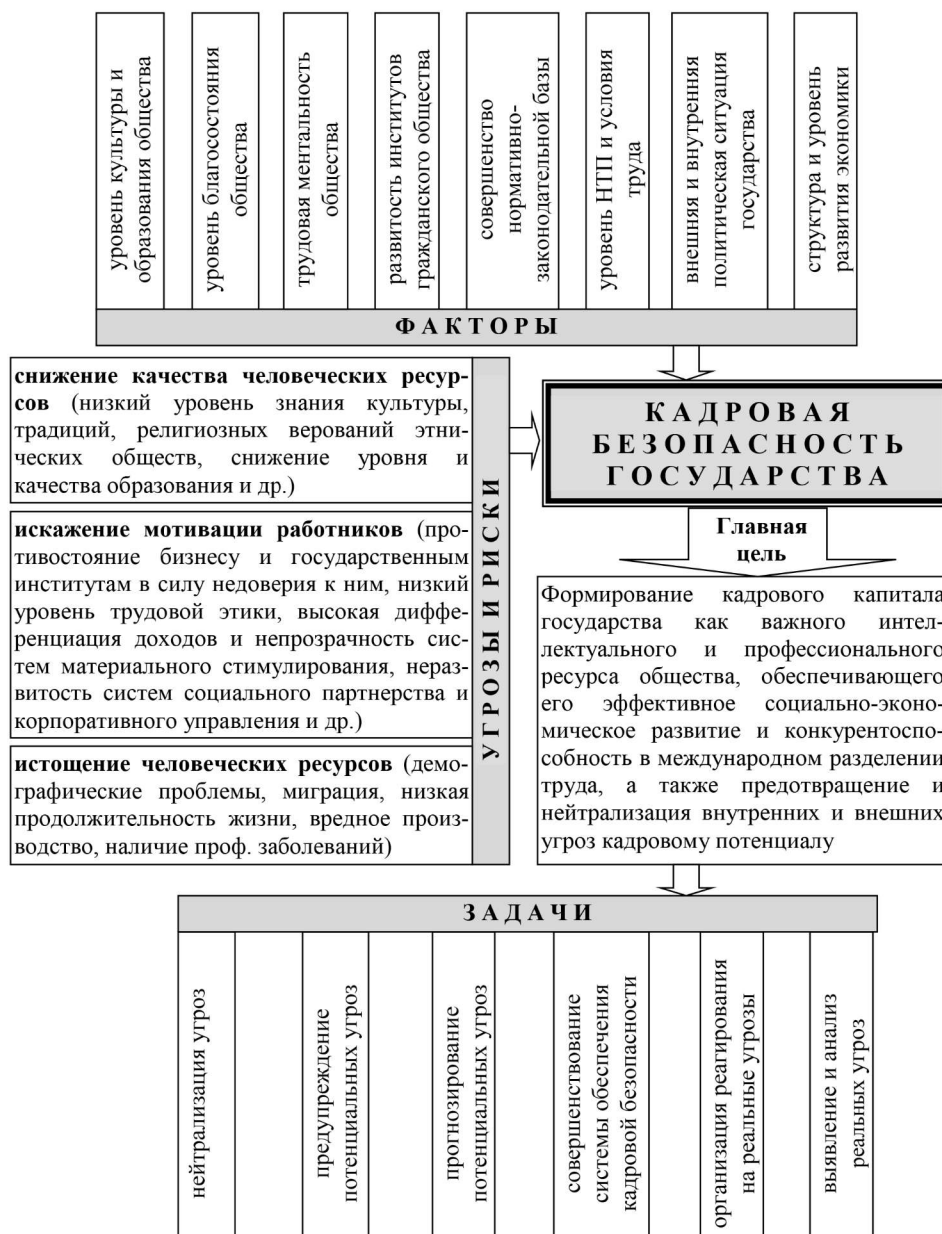 уровень культуры и
образования общества
уровень благосостояния
общества
трудовая ментальность
общества
развитость институтов
гражданского общества
совершенство
нормативно-
законодательной базы
уровень НТП и условия
труда
внешняя и внутренняя
политическая ситуация
государства
структура и уровень
развития экономики
ФАКТОРЫ
снижение качества человеческих ресур-
сов (низкий уровень знания культуры,
традиций, религиозных верований этни-
ческих обществ, снижение уровня и
качества образования и др.)
искажение мотивации работников (про-
тивостояние бизнесу и государственным
институтам в силу недоверия к ним, низкий
уровень трудовой этики, высокая диффе-
ренциация доходов и непрозрачность сис-
тем материального стимулирования, нераз-
витость систем социального партнерства и
корпоративного управления и др.)
истощение человеческих ресурсов (демо-
графические проблемы, миграция, низкая
продолжительность жизни, вредное произ-
водство, наличие проф. заболеваний)
УГРОЗЫ И РИСКИ
КАДРОВАЯ
БЕЗОПАСНОСТЬ
ГОСУДАРСТВА
Главная
цель
Формирование кадрового капитала
государства как важного интел-
лектуального и профессионального
ресурса общества, обеспечивающего
его эффективное социально-эконо-
мическое развитие и конкурентоспо-
собность в международном разделении
труда, а также предотвращение и
нейтрализация внутренних и внешних
угроз кадровому потенциалу
ЗАДАЧИ
нейтрализация угроз
предупреждение
потенциальных угроз
прогнозирование
потенциальных угроз
совершенствование
системы обеспечения
кадровой безопасности
организация реагирования
на реальные угрозы
выявление и анализ
реальных угроз